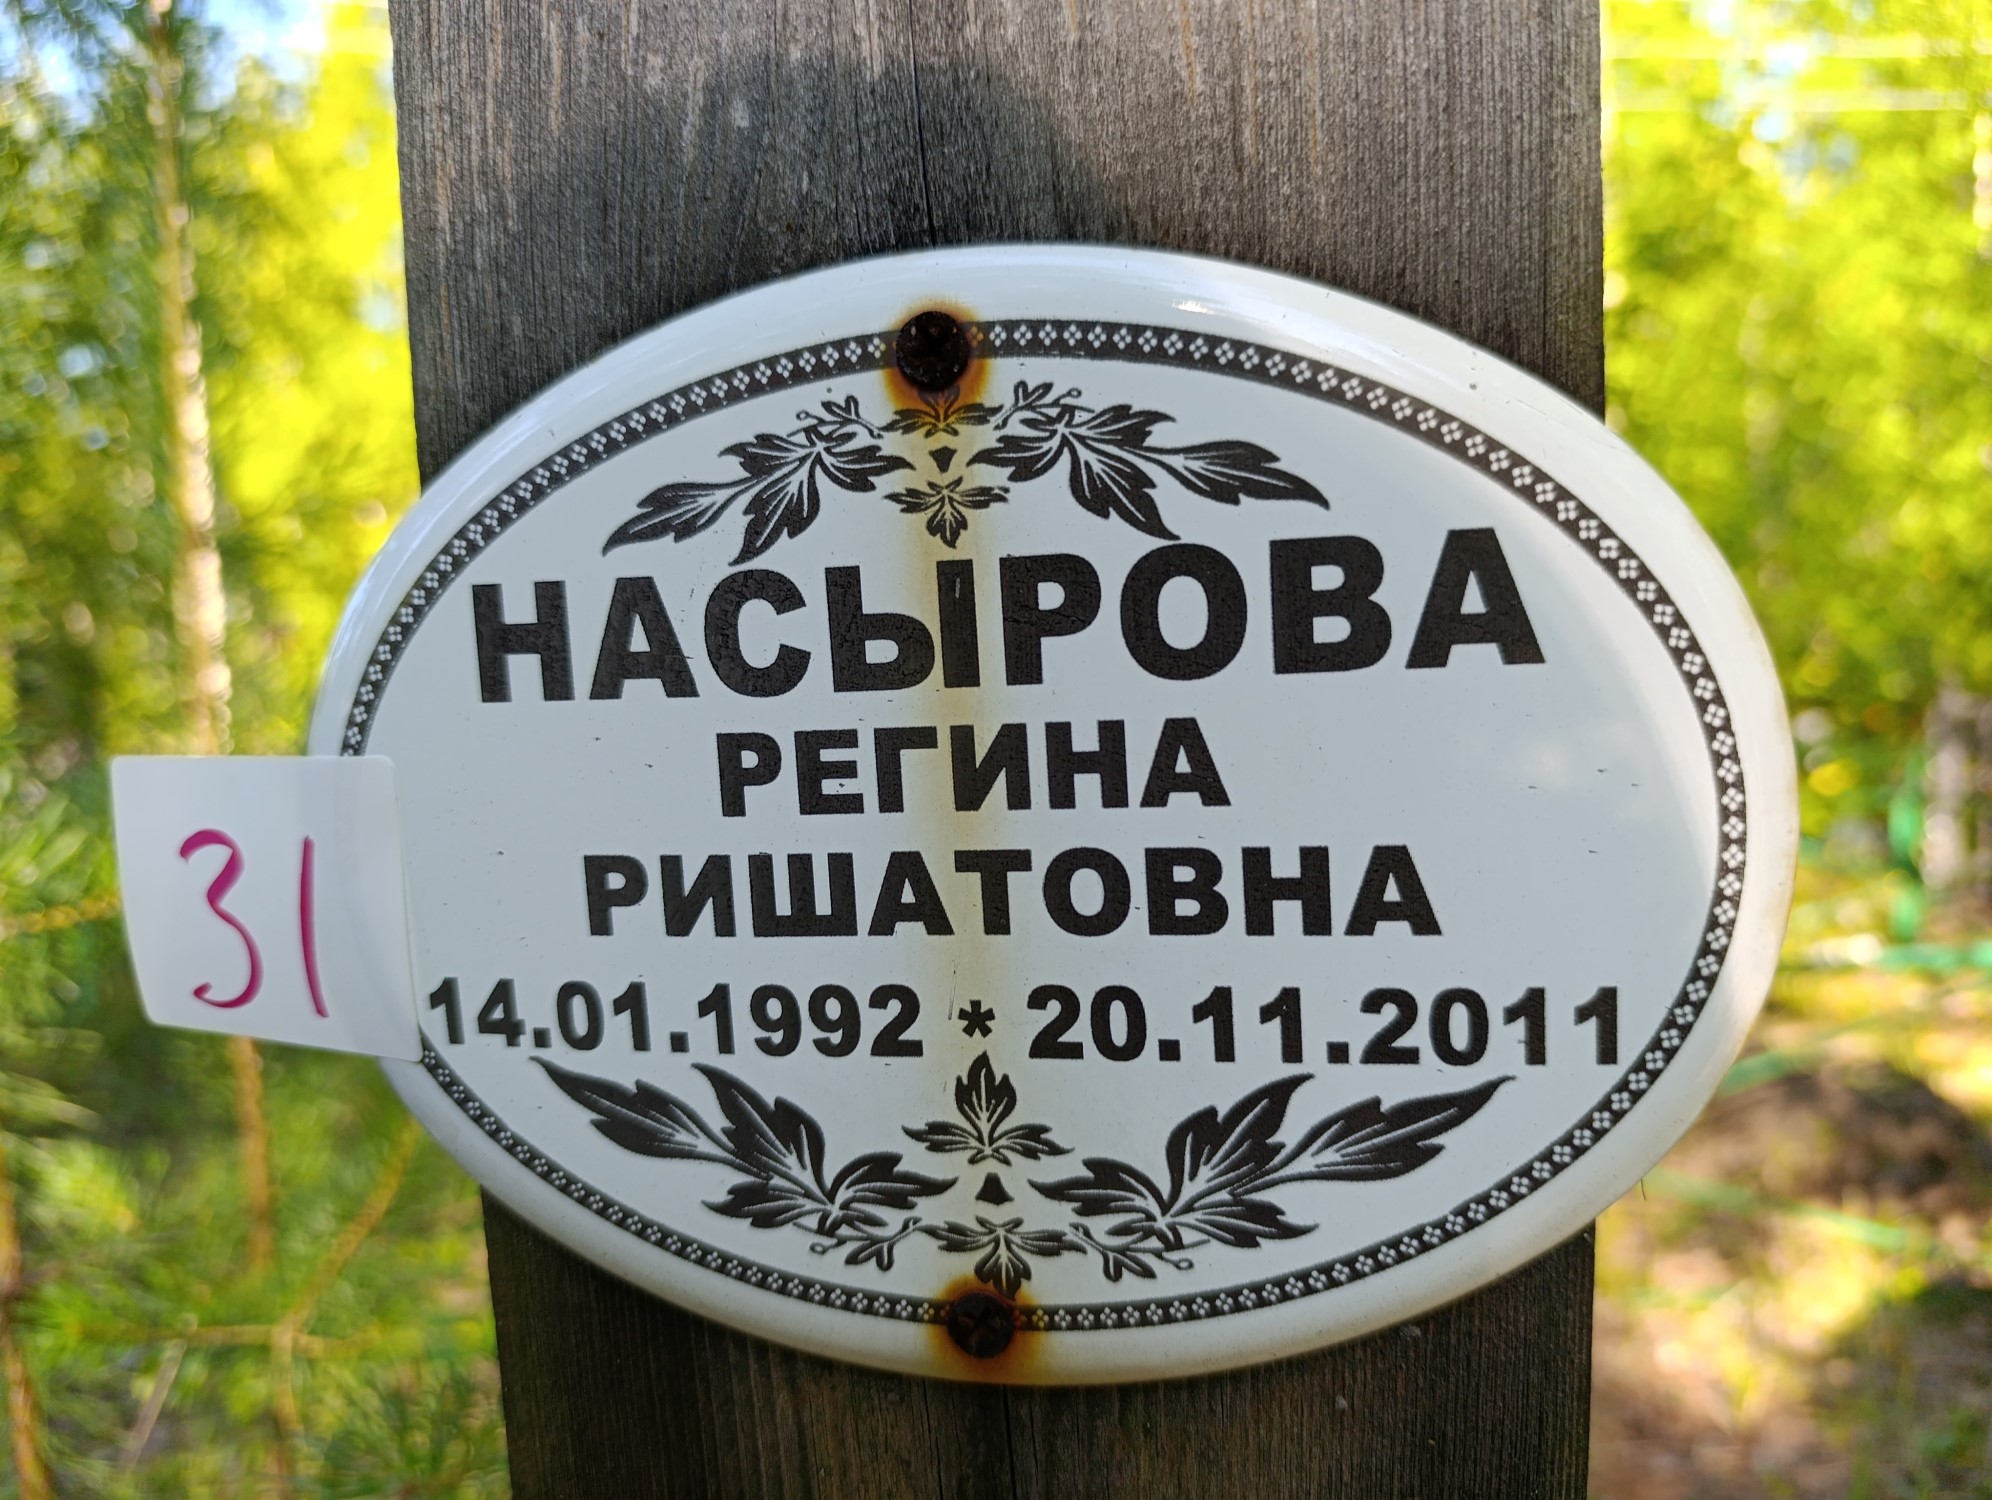 НАСЫРОВА
РЕГИНА
РИШАТОВНА
31
14.01.1992 * 20.11.2011